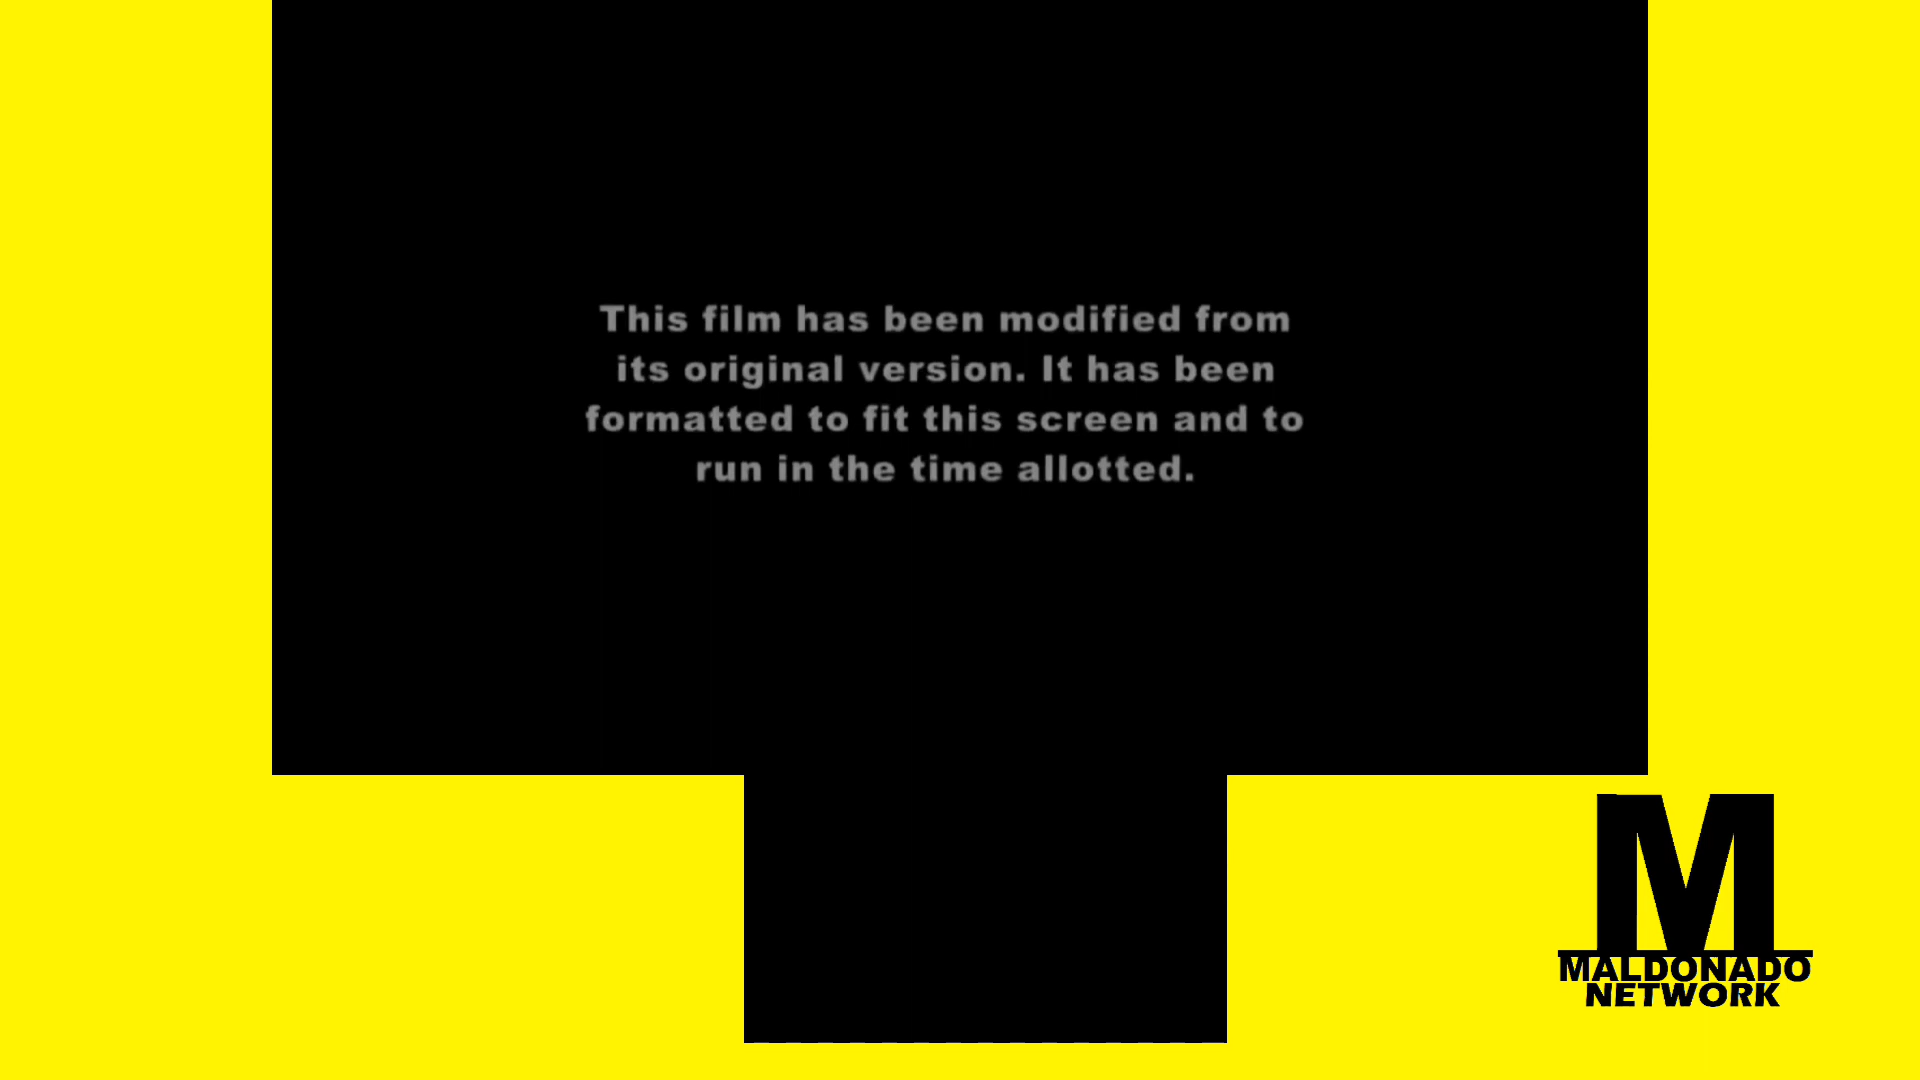 This film has been modified from
its original version. It has been
formatted to fit this screen and to
run in the time allotted.
M
MALDONADO
NETWORK